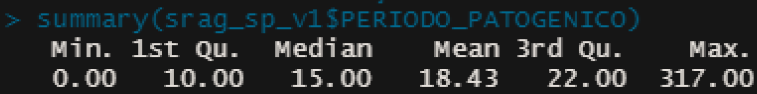 > summary(srag_sp_v1$PERIODO_PATOGENICO)
Min. 1st Qu. Median Mean 3rd Qu. Max.
0.00 10.00 15.00 18.43 22.00 317.00